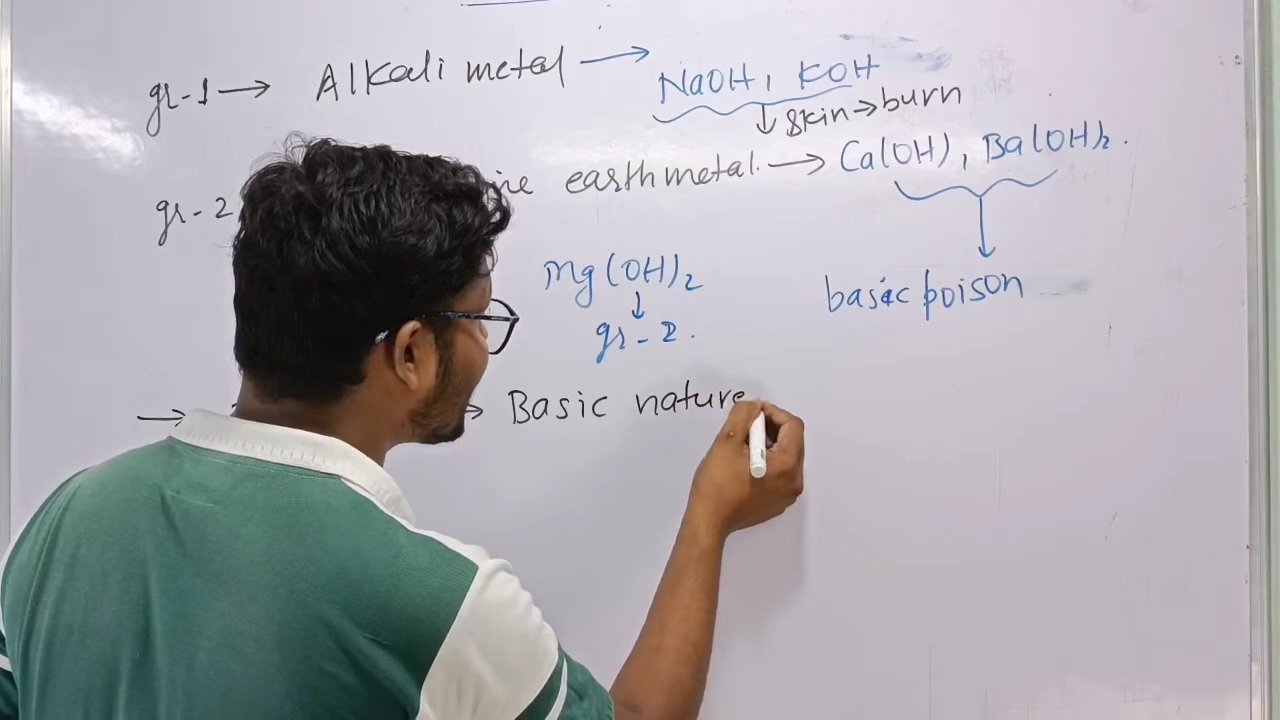 gr-1 → Alkali metal → NaOH, KOH
↓ skin → burn
gr-2 earth metal. → Ca(OH), Ba(OH)2.
Mg(OH)2
↓
basic poison
gr-2.
→ → Basic nature